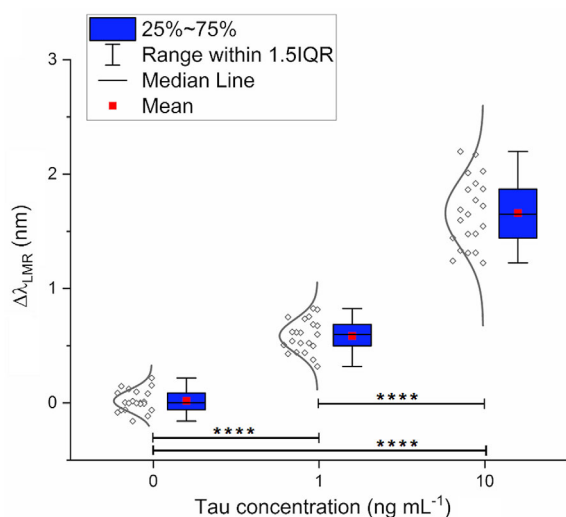 25%~75%
Range within 1.5IQR
Median Line
Mean
3
2
1
0
Δλ_LMR (nm)
****
****
****
0 1 10
Tau concentration (ng mL⁻¹)